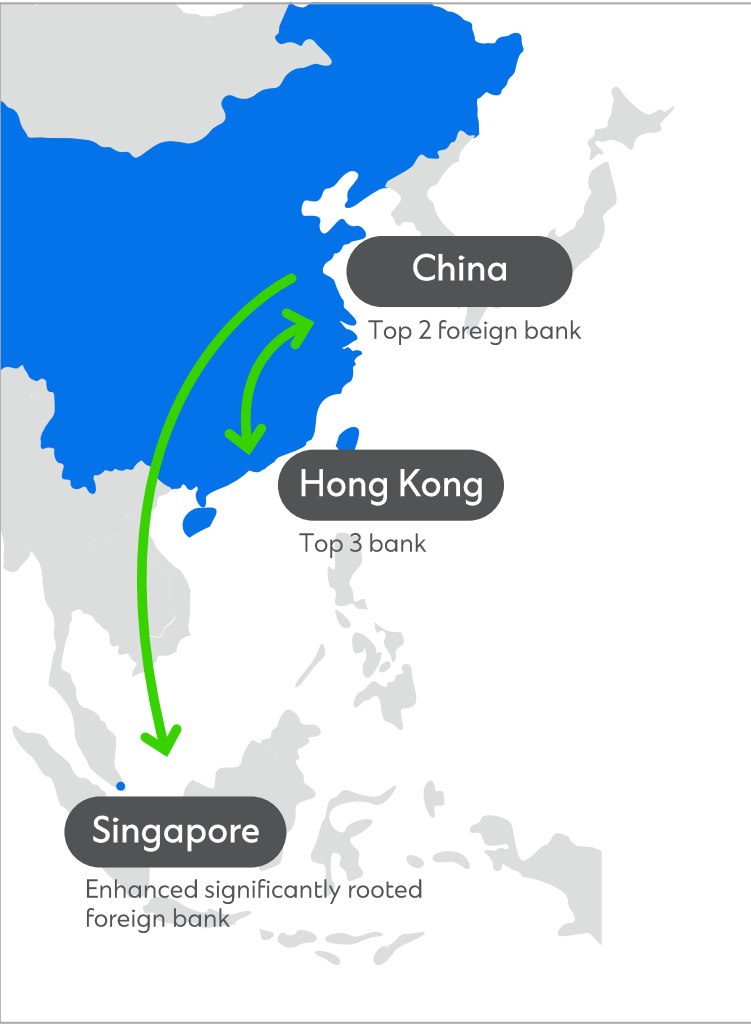 China
Top 2 foreign bank
Hong Kong
Top 3 bank
Singapore
Enhanced significantly rooted
foreign bank